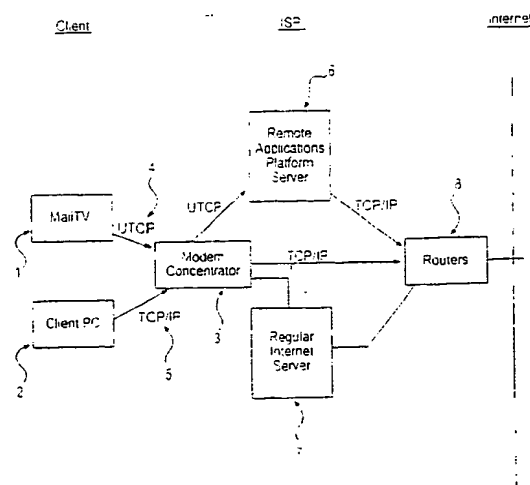 Client
ISP
Internet
6
Remote
Applications
Platform
Server
4
UTCP
TCP/IP
8
MailTV
UTCP
1
Modem
Concentrator
TCP/IP
Routers
Client PC
TCP/IP
3
5
2
Regular
Internet
Server
7